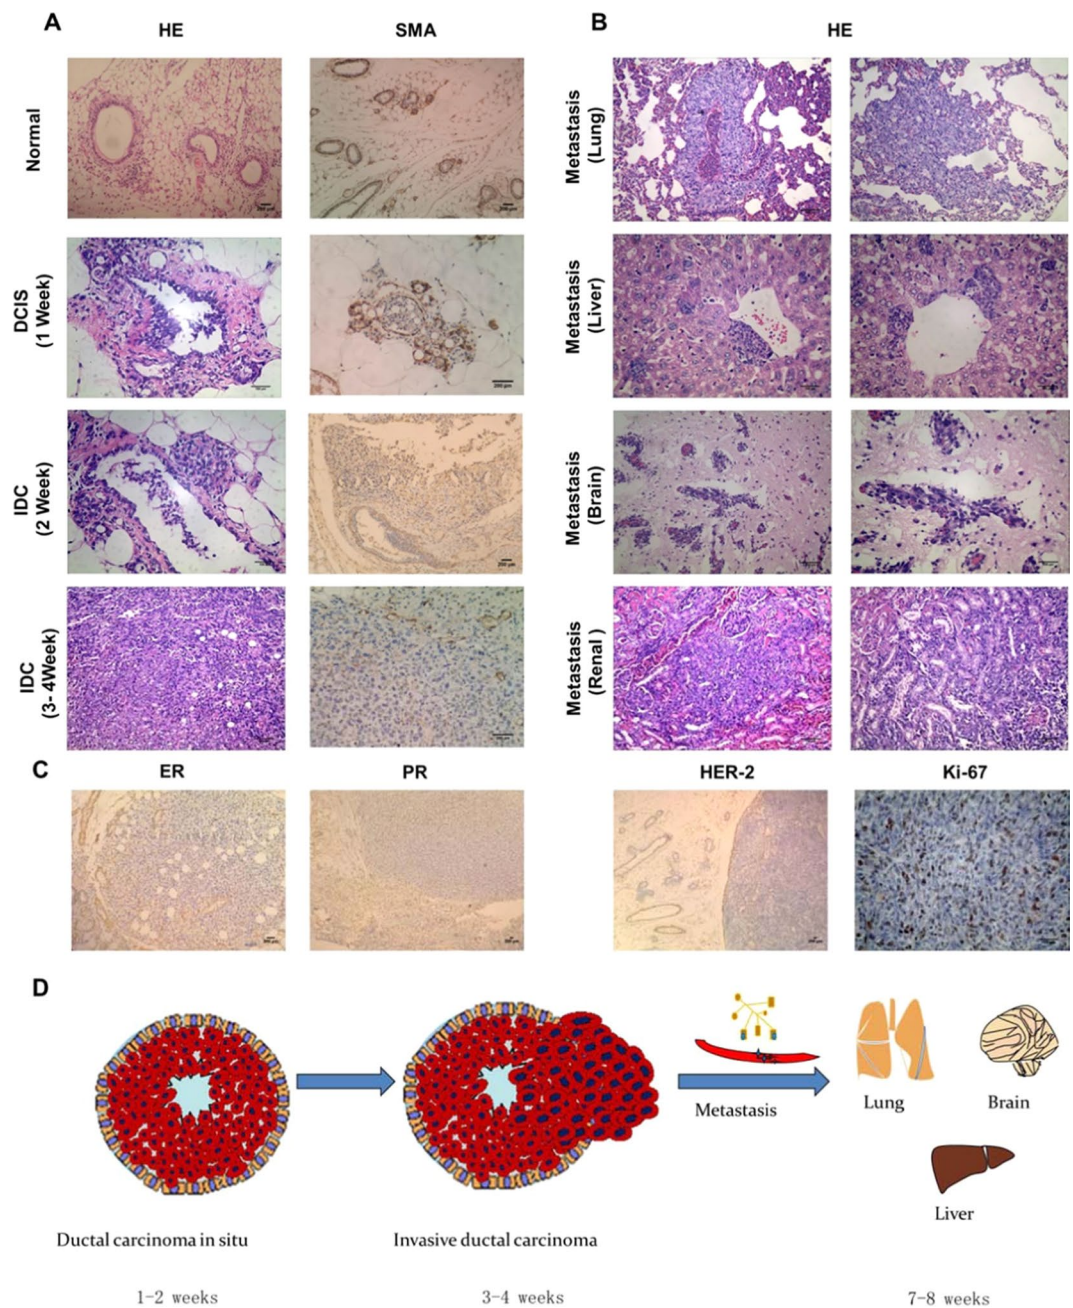 A
HE
SMA
B
HE
Normal
DCIS
(1 Week)
IDC
(2 Week)
IDC
(3- 4Week)
Metastasis
(Lung)
Metastasis
(Liver)
Metastasis
(Brain)
Metastasis
(Renal )
C
ER
PR
HER-2
Ki-67
D
Metastasis
Lung
Brain
Liver
Ductal carcinoma in situ
Invasive ductal carcinoma
1-2 weeks
3-4 weeks
7-8 weeks